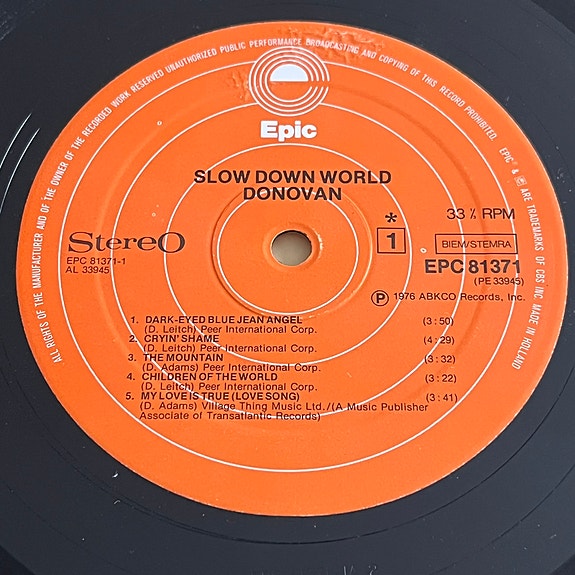 ALL RIGHTS OF THE MANUFACTURER AND OF THE OWNER OF THE RECORDED WORK RESERVED UNAUTHORIZED PUBLIC PERFORMANCE BROADCASTING AND COPYING OF THIS RECORD PROHIBITED. EPIC® & ARE TRADEMARKS OF CBS INC. MADE IN HOLLAND
Epic
SLOW DOWN WORLD
DONOVAN
Stereo
EPC 81371-1
AL 33945
*
1
33⅓ RPM
BIEM/STEMRA
EPC 81371
(PE 33945)
Ⓟ 1976 ABKCO Records, Inc.
1. DARK-EYED BLUE JEAN ANGEL (3:50)
(D. Leitch) Peer International Corp.
2. CRYIN' SHAME (4:29)
(D. Leitch) Peer International Corp.
3. THE MOUNTAIN (3:32)
(D. Adams) Peer International Corp.
4. CHILDREN OF THE WORLD (3:22)
(D. Leitch) Peer International Corp.
5. MY LOVE IS TRUE (LOVE SONG) (3:41)
(D. Adams) Village Thing Music Ltd./(A Music Publisher
Associate of Transatlantic Records)